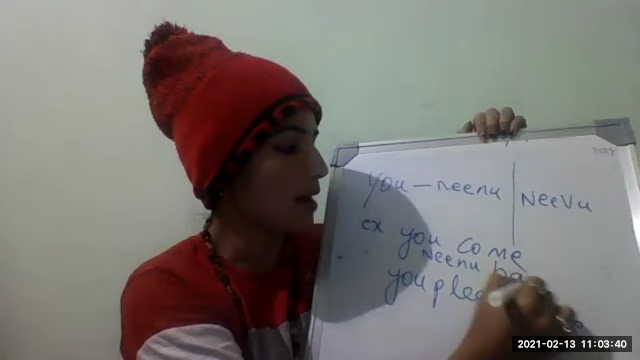 you — neenu | NeeVu
ex you come
Neenu ba
you plea
2021-02-13 11:03:40